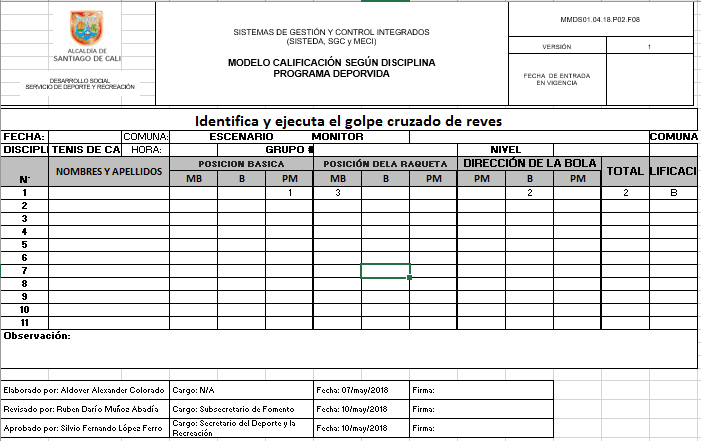 ALCALDÍA DE
SANTIAGO DE CALI
DESARROLLO SOCIAL
SERVICIO DE DEPORTE Y RECREACIÓN
SISTEMAS DE GESTIÓN Y CONTROL INTEGRADOS
(SISTEDA, SGC y MECI)
MODELO CALIFICACIÓN SEGÚN DISCIPLINA
PROGRAMA DEPORVIDA
MMDS01.04.18.P02.F08
VERSIÓN 1
FECHA DE ENTRADA
EN VIGENCIA
Identifica y ejecuta el golpe cruzado de reves
FECHA: COMUNA: ESCENARIO MONITOR COMUNA
DISCIPLI TENIS DE CA HORA: GRUPO # NIVEL
N° NOMBRES Y APELLIDOS POSICION BASICA POSICIÓN DELA RAQUETA DIRECCIÓN DE LA BOLA TOTAL LIFICACI
MB B PM MB B PM PM B PM
1 1 3 2 2 B
2
3
4
5
6
7
8
9
10
11
Observación:
Elaborado por: Aldover Alexander Colorado Cargo: N/A Fecha: 07/may/2018 Firma:
Revisado por: Ruben Darío Muñoz Abadía Cargo: Subsecretario de Fomento Fecha: 10/may/2018 Firma:
Aprobado por: Silvio Fernando López Ferro Cargo: Secretario del Deporte y la Recreación Fecha: 10/may/2018 Firma: